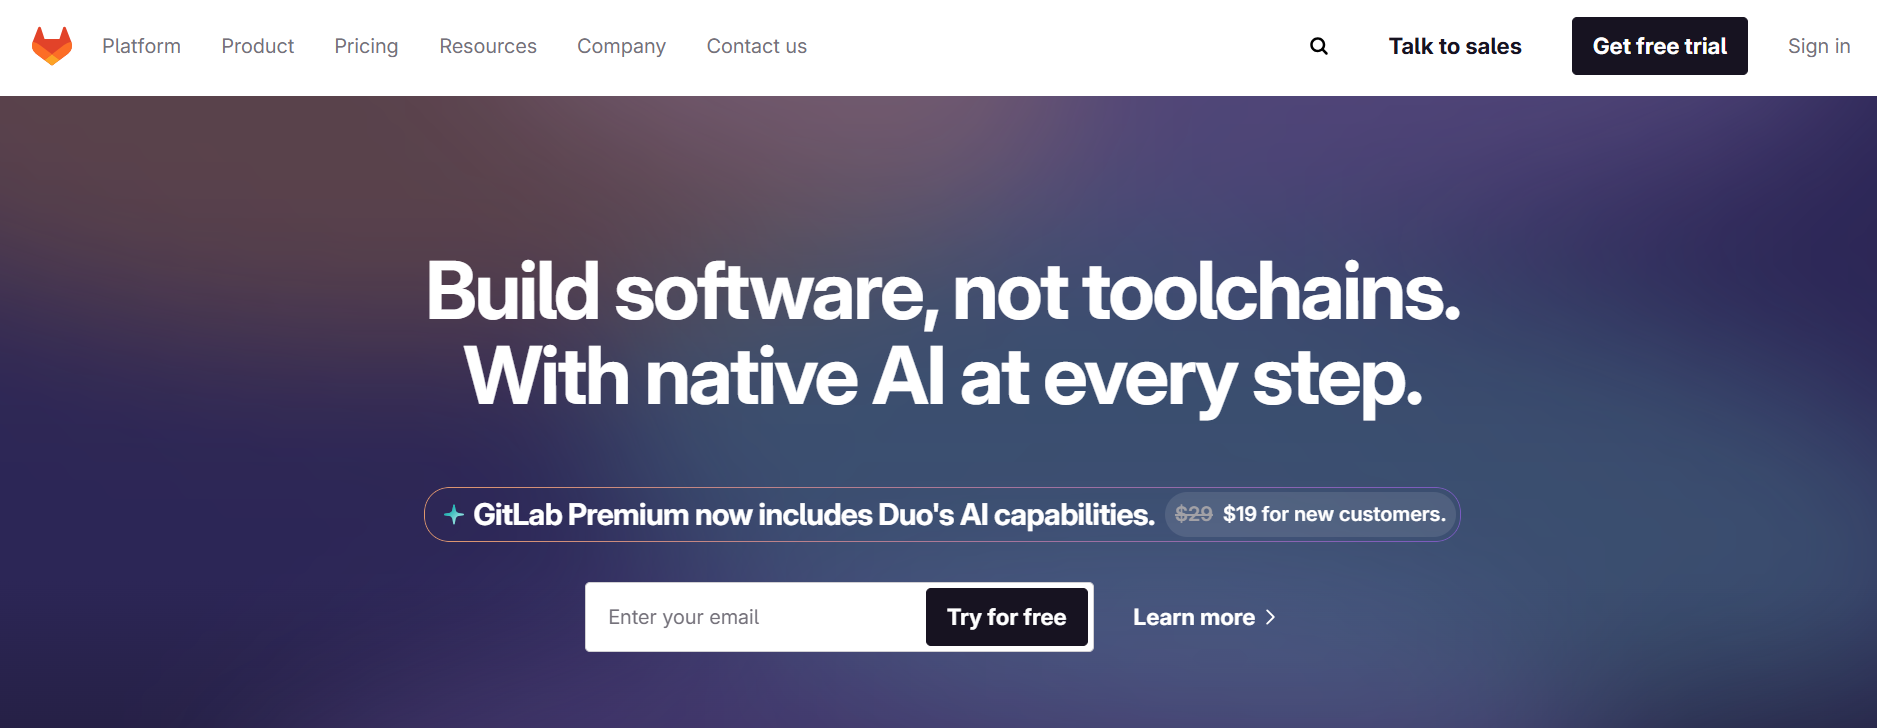 Platform Product Pricing Resources Company Contact us Talk to sales Get free trial Sign in
Build software, not toolchains.
With native AI at every step.
GitLab Premium now includes Duo's AI capabilities. $29 $19 for new customers.
Enter your email Try for free Learn more